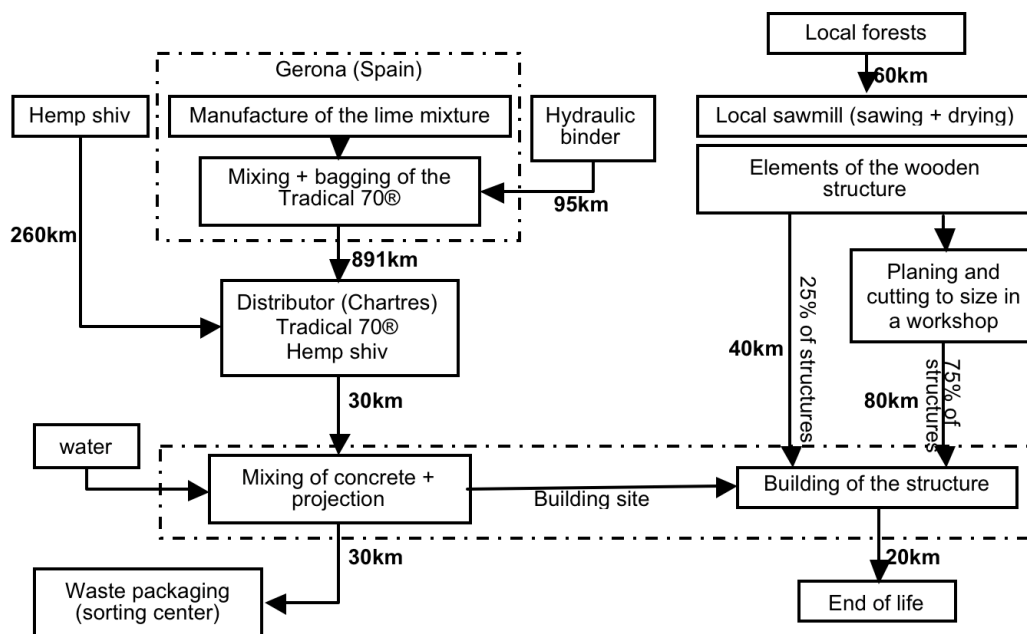 Local forests
60km
Gerona (Spain)
Hemp shiv
Manufacture of the lime mixture
Hydraulic
binder
Local sawmill (sawing + drying)
Mixing + bagging of the
Tradical 70®
95km
Elements of the wooden
structure
260km
891km
Distributor (Chartres)
Tradical 70®
Hemp shiv
Planing and
cutting to size in
a workshop
25% of structures
40km
75% of
structures
80km
30km
water
Mixing of concrete +
projection
Building site
Building of the structure
30km
20km
Waste packaging
(sorting center)
End of life